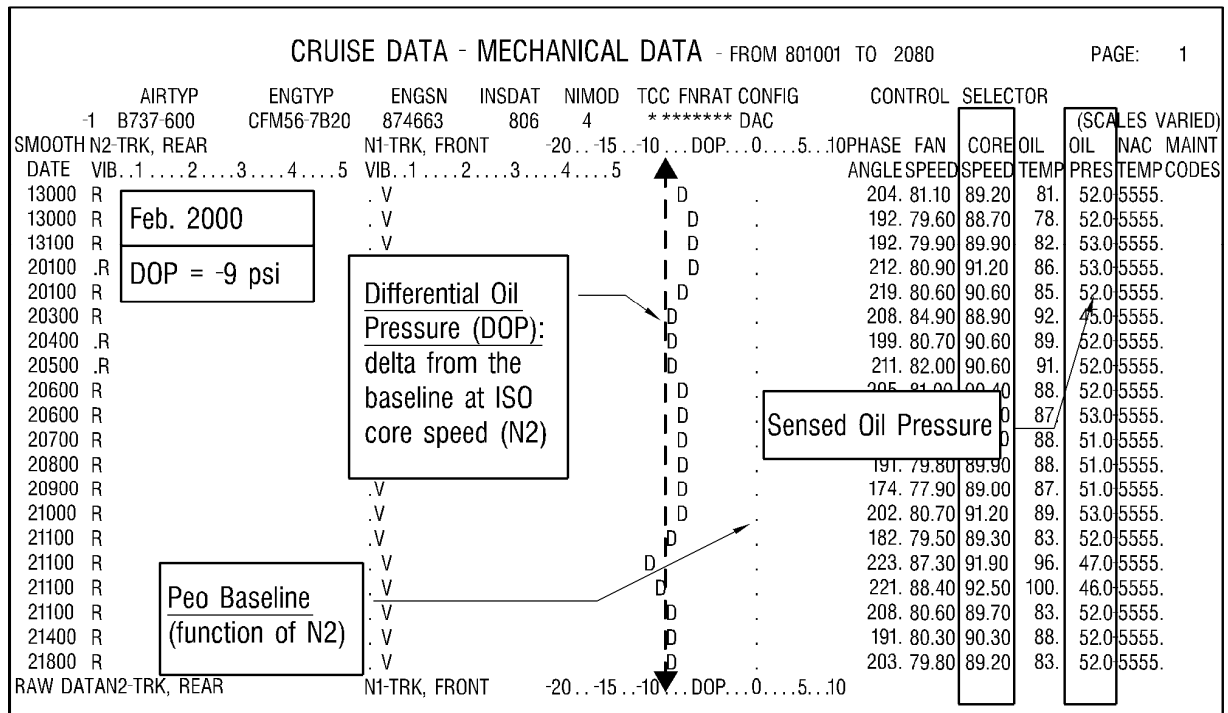 CRUISE DATA - MECHANICAL DATA - FROM 801001 TO 2080 PAGE: 1
AIRTYP ENGTYP ENGSN INSDAT NIMOD TCC FNRAT CONFIG CONTROL SELECTOR
-1 B737-600 CFM56-7B20 874663 806 4 * ******** DAC (SCALES VARIED)
SMOOTH N2-TRK, REAR N1-TRK, FRONT -20...-15...-10...DOP...0....5...10PHASE FAN CORE OIL OIL NAC MAINT
DATE VIB..1....2....3....4....5 VIB..1....2....3....4....5 ANGLE SPEED SPEED TEMP PRES TEMP CODES
13000 R . V D . 204. 81.10 89.20 81. 52.0-5555.
13000 R . V D . 192. 79.60 88.70 78. 52.0-5555.
13100 R . V D . 192. 79.90 89.90 82. 53.0-5555.
20100 .R D . 212. 80.90 91.20 86. 53.0-5555.
20100 R D . 219. 80.60 90.60 85. 52.0-5555.
20300 R D . 208. 84.90 88.90 92. 45.0-5555.
20400 .R D . 199. 80.70 90.60 89. 52.0-5555.
20500 .R D . 211. 82.00 90.60 91. 52.0-5555.
20600 R D . 88. 52.0-5555.
20600 R D 87. 53.0-5555.
20700 R D 88. 51.0-5555.
20800 R D . 191. 79.80 89.90 88. 51.0-5555.
20900 R .V D . 174. 77.90 89.00 87. 51.0-5555.
21000 R . V D . 202. 80.70 91.20 89. 53.0-5555.
21100 R . V D . 182. 79.50 89.30 83. 52.0-5555.
21100 R . V D . 223. 87.30 91.90 96. 47.0-5555.
21100 R . V D . 221. 88.40 92.50 100. 46.0-5555.
21100 R . V D . 208. 80.60 89.70 83. 52.0-5555.
21400 R . V D . 191. 80.30 90.30 88. 52.0-5555.
21800 R . V D . 203. 79.80 89.20 83. 52.0-5555.
RAW DATAN2-TRK, REAR N1-TRK, FRONT -20...-15...-10...DOP...0....5...10
Feb. 2000
DOP = -9 psi
Differential Oil
Pressure (DOP):
delta from the
baseline at ISO
core speed (N2)
Sensed Oil Pressure
Peo Baseline
(function of N2)